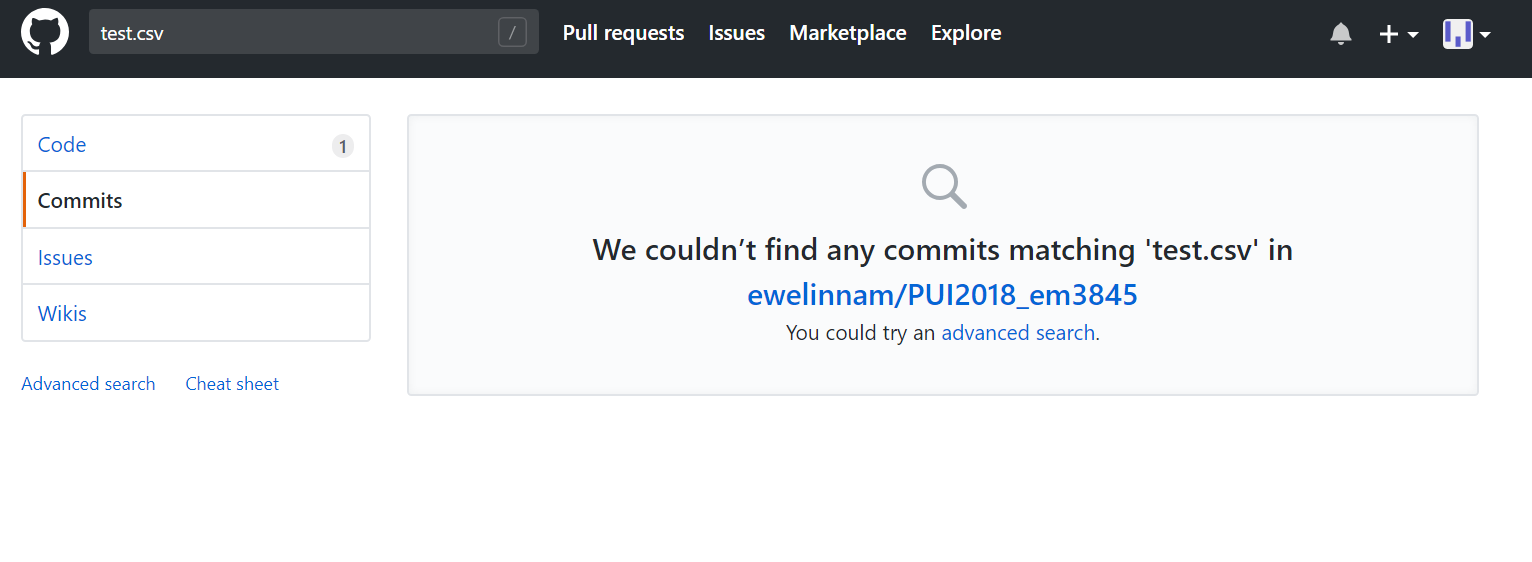 test.csv / Pull requests Issues Marketplace Explore
Code 1
Commits
Issues
Wikis
Advanced search Cheat sheet
We couldn’t find any commits matching 'test.csv' in
ewelinnam/PUI2018_em3845
You could try an advanced search.